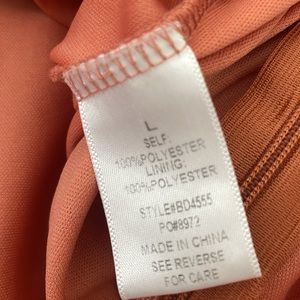 L
SELF:
100%POLYESTER
LINING:
100%POLYESTER
STYLE#BD4555
PO#8972
MADE IN CHINA
SEE REVERSE
FOR CARE